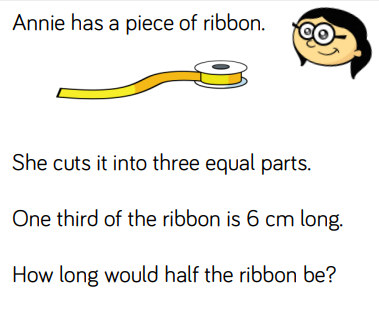 Annie has a piece of ribbon.
She cuts it into three equal parts.
One third of the ribbon is 6 cm long.
How long would half the ribbon be?